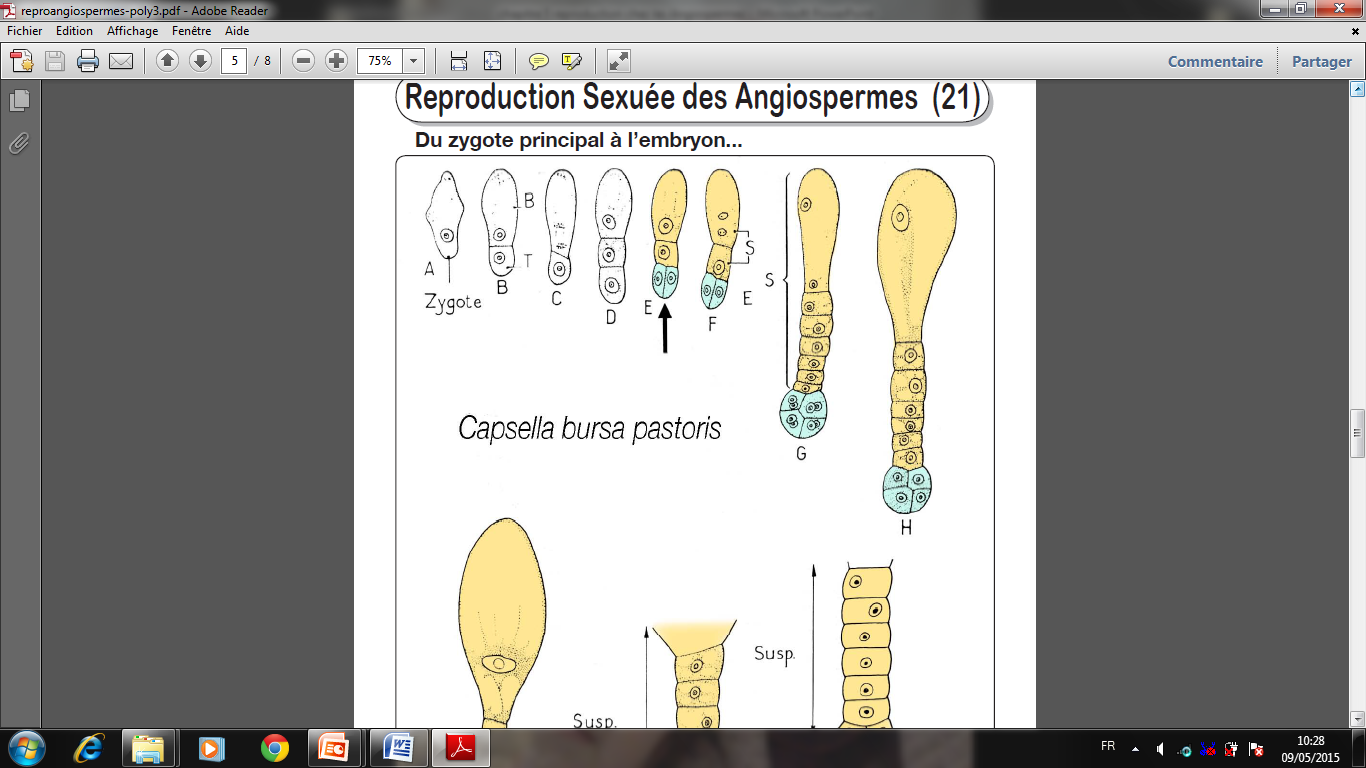 reproangiospermes-poly3.pdf - Adobe Reader
Fichier Edition Affichage Fenêtre Aide
5 / 8 75% Commentaire Partager
Reproduction Sexuée des Angiospermes (21)
Du zygote principal à l'embryon...
B
T
S
S
A
B
C
D
E
F
E
G
H
Zygote
Capsella bursa pastoris
Susp.
Susp.
FR
10:28
09/05/2015